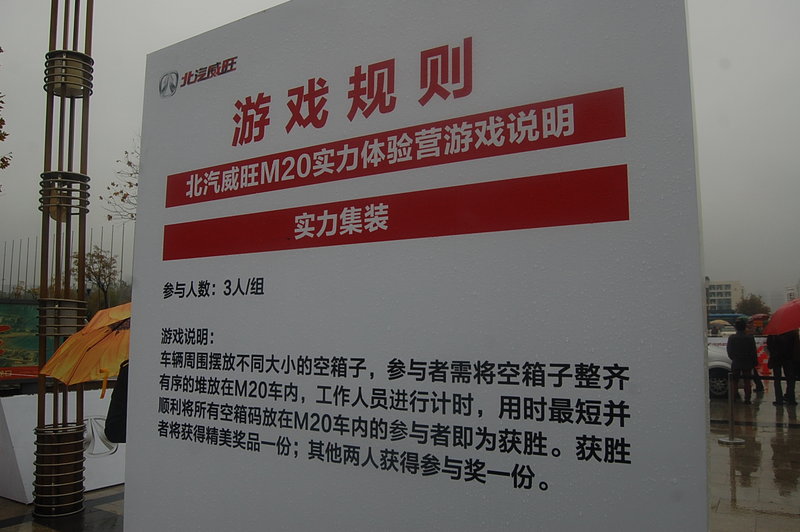 北汽威旺
游戏规则
北汽威旺M20实力体验营游戏说明
实力集装
参与人数：3人/组
游戏说明：
车辆周围摆放不同大小的空箱子，参与者需将空箱子整齐
有序的堆放在M20车内，工作人员进行计时，用时最短并
顺利将所有空箱码放在M20车内的参与者即为获胜。获胜
者将获得精美奖品一份；其他两人获得参与奖一份。